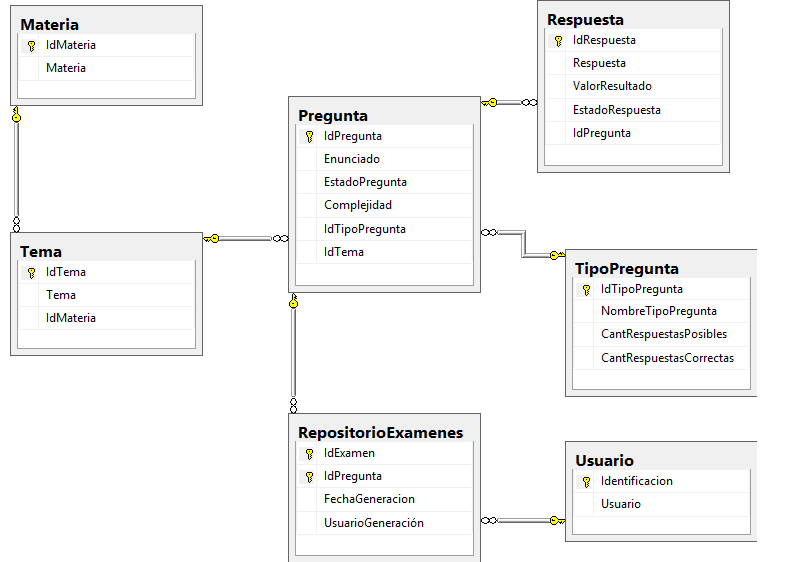 Materia
IdMateria
Materia
Respuesta
IdRespuesta
Respuesta
ValorResultado
EstadoRespuesta
IdPregunta
Pregunta
IdPregunta
Enunciado
EstadoPregunta
Complejidad
IdTipoPregunta
IdTema
Tema
IdTema
Tema
IdMateria
TipoPregunta
IdTipoPregunta
NombreTipoPregunta
CantRespuestasPosibles
CantRespuestasCorrectas
RepositorioExamenes
IdExamen
IdPregunta
FechaGeneracion
UsuarioGeneración
Usuario
Identificacion
Usuario